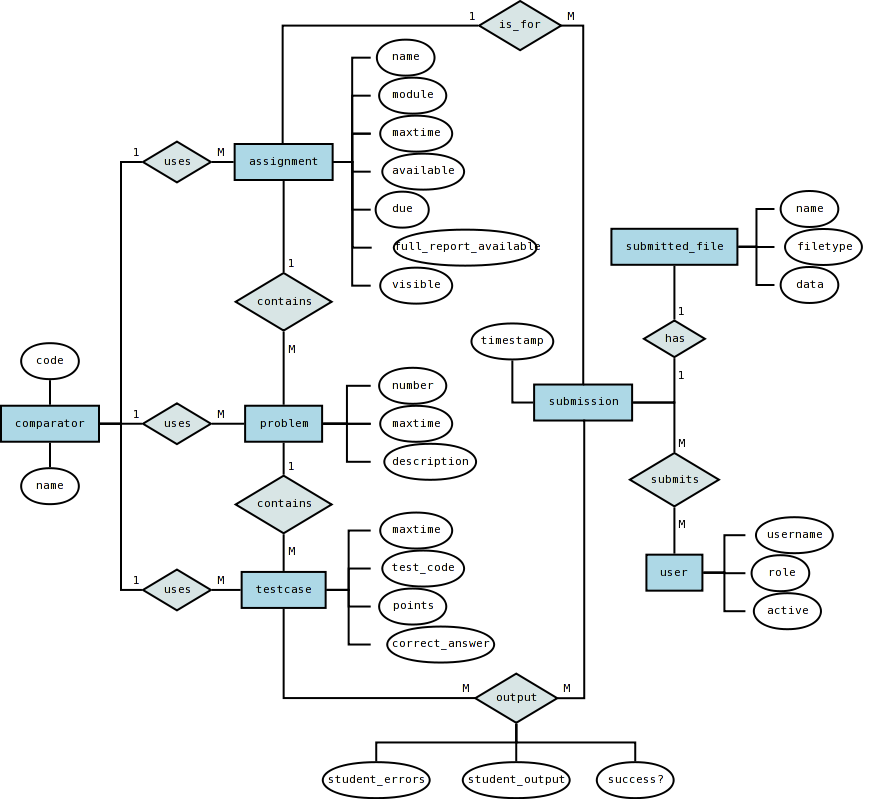 1
is_for
M
name
module
maxtime
1
uses
M
assignment
available
due
name
full_report_available
submitted_file
filetype
1
visible
data
contains
1
has
timestamp
M
code
1
number
submission
1
uses
M
comparator
problem
maxtime
M
description
1
submits
name
contains
maxtime
M
M
username
test_code
user
role
1
uses
M
testcase
points
active
correct_answer
M
output
M
student_errors
student_output
success?